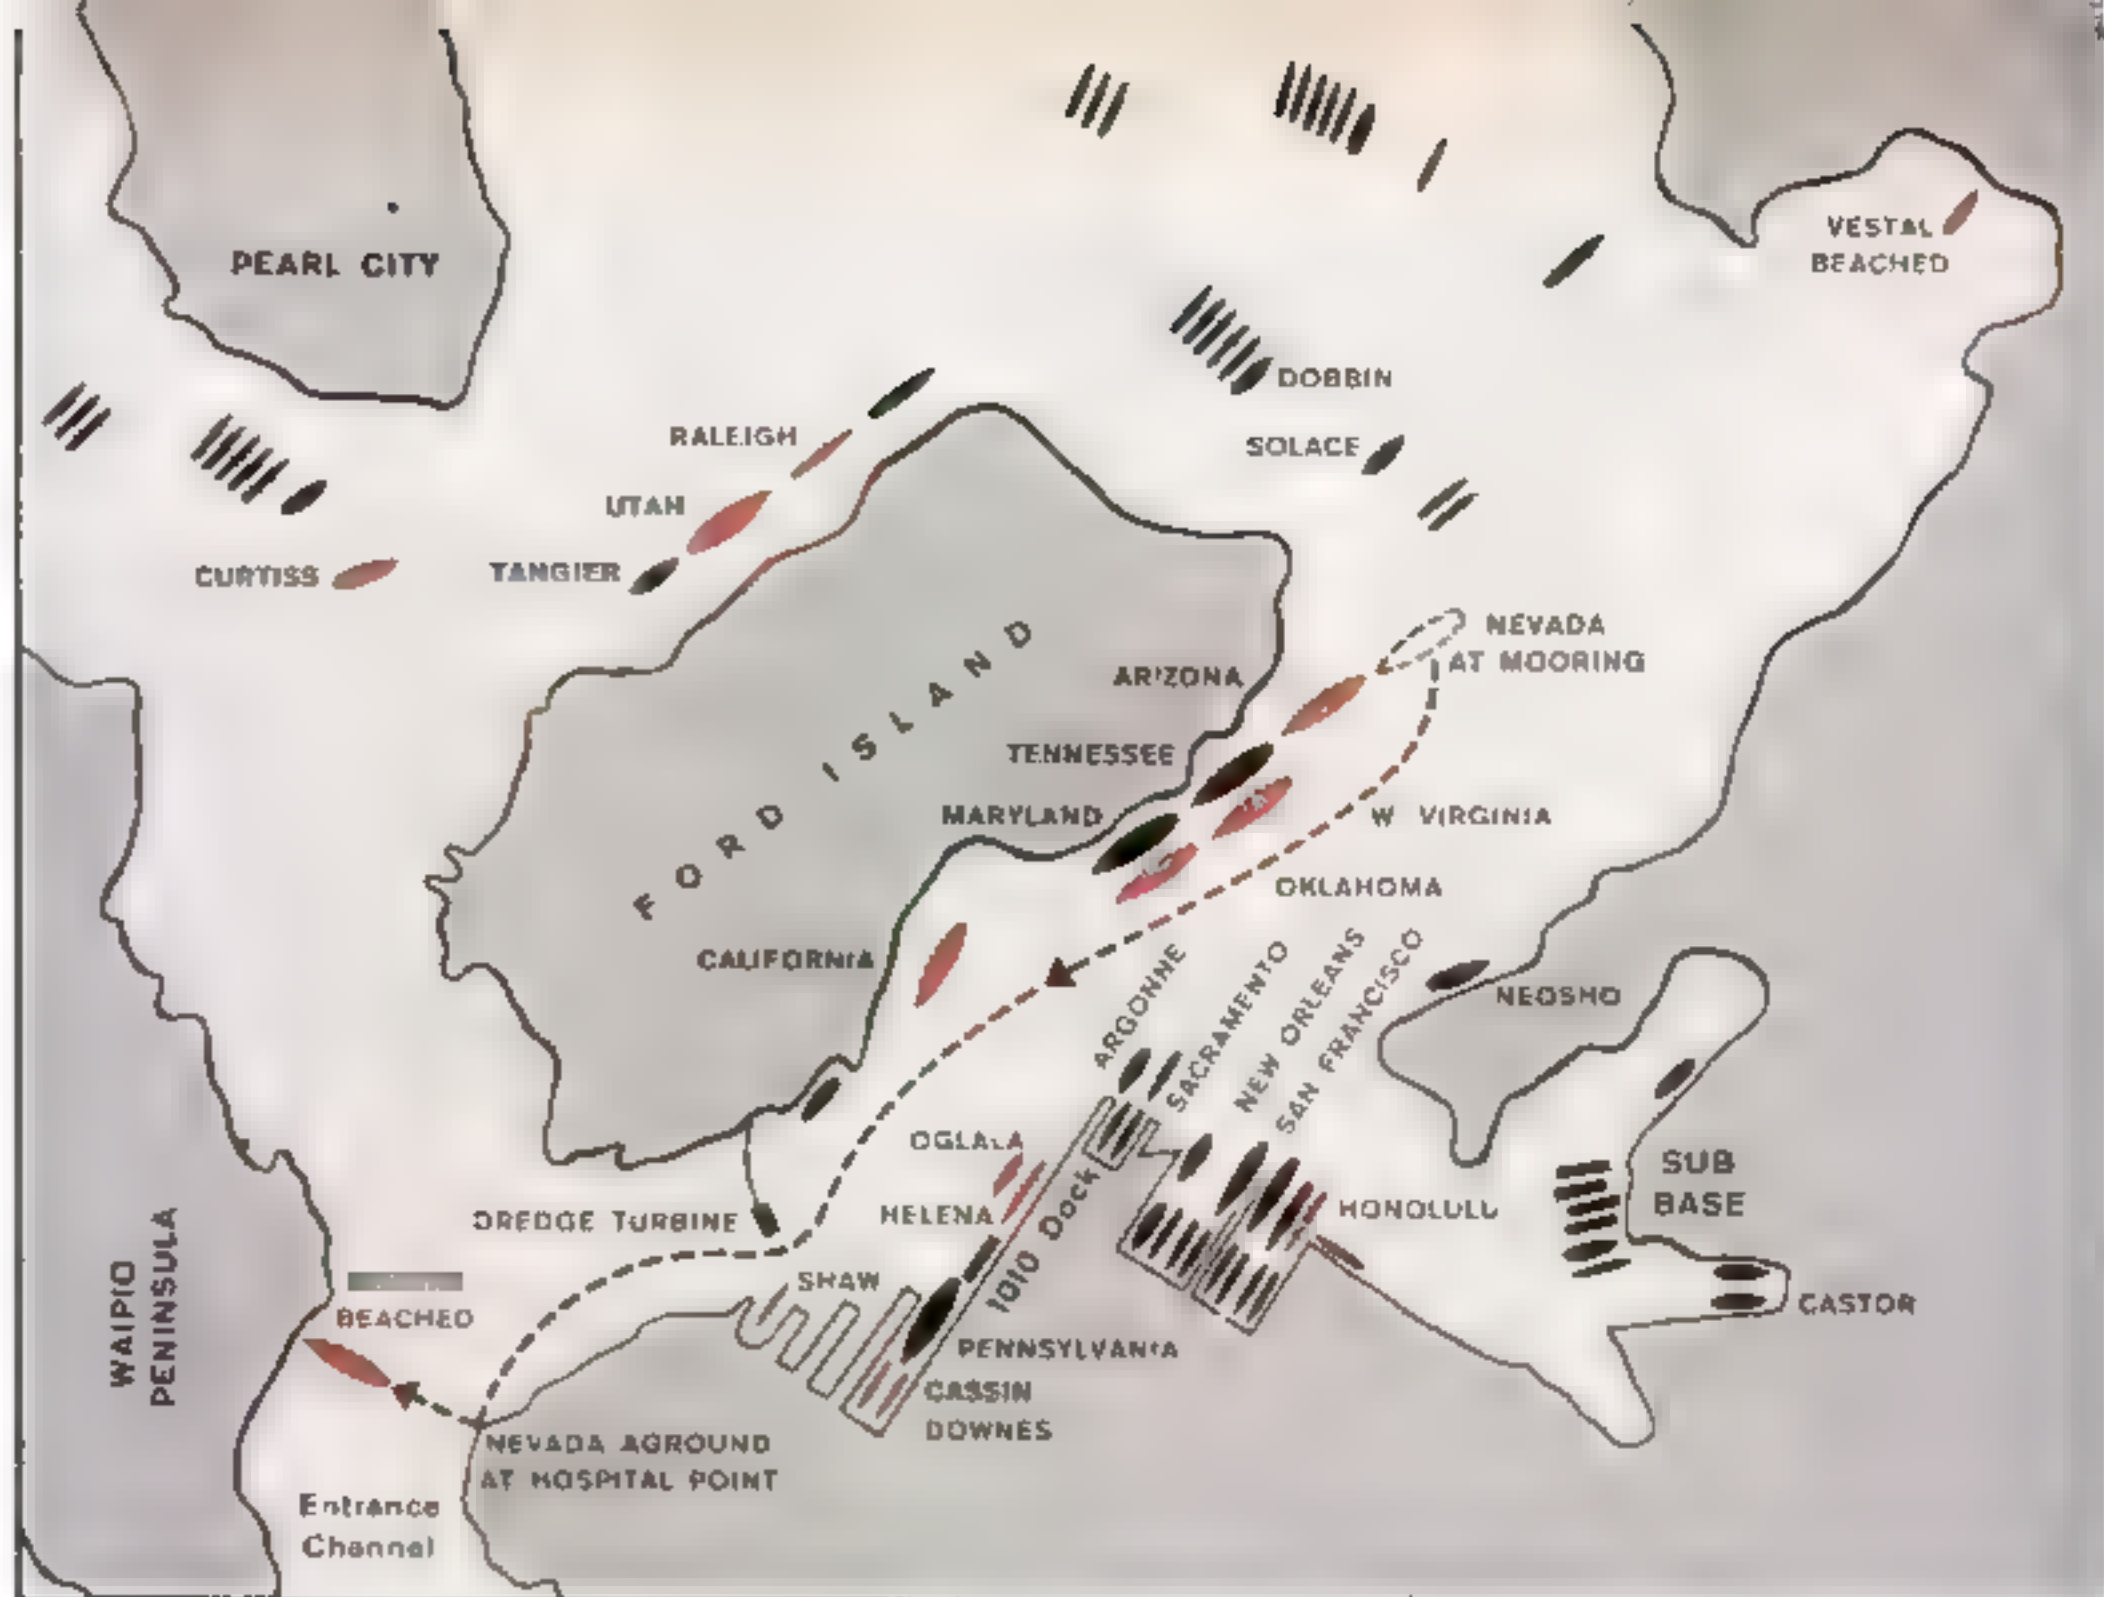 PEARL CITY
VESTAL
BEACHED
DOBBIN
RALEIGH
SOLACE
UTAH
CURTISS
TANGIER
NEVADA
AT MOORING
ARIZONA
FORD ISLAND
TENNESSEE
MARYLAND
W VIRGINIA
OKLAHOMA
CALIFORNIA
ARGONNE
SACRAMENTO
NEW ORLEANS
SAN FRANCISCO
NEOSHO
OGLALA
SUB
BASE
HELENA
DREDGE TURBINE
1010 Dock
HONOLULU
WAIPIO
PENINSULA
SHAW
BEACHED
CASTOR
PENNSYLVANIA
CASSIN
DOWNES
NEVADA AGROUND
AT HOSPITAL POINT
Entrance
Channel